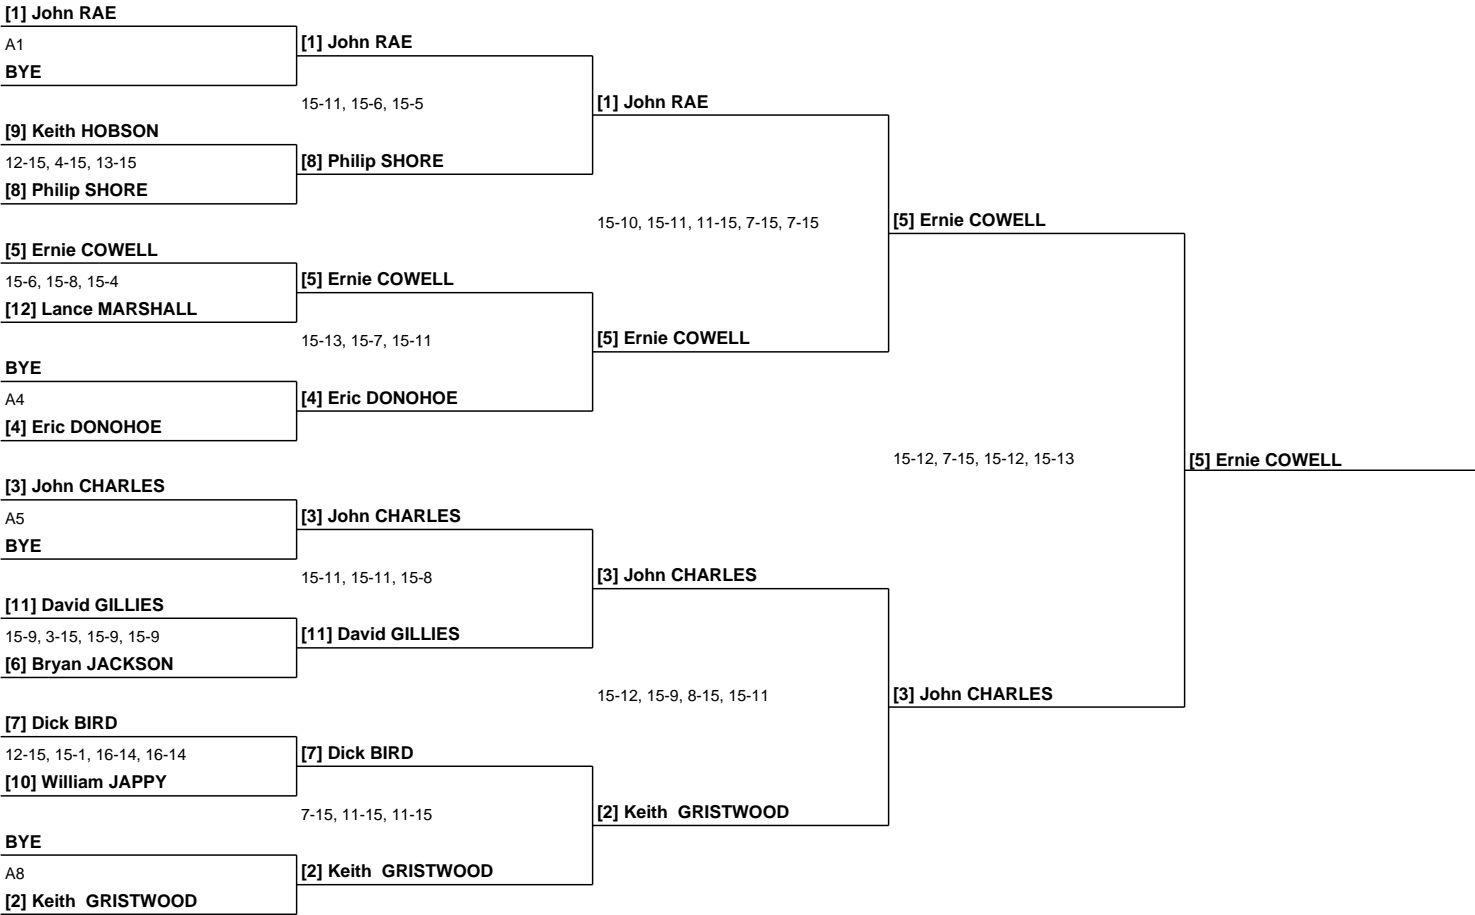 [1] John RAE
A1
BYE
[9] Keith HOBSON
12-15, 4-15, 13-15
[8] Philip SHORE
[5] Ernie COWELL
15-6, 15-8, 15-4
[12] Lance MARSHALL
BYE
A4
[4] Eric DONOHOE
[3] John CHARLES
A5
BYE
[11] David GILLIES
15-9, 3-15, 15-9, 15-9
[6] Bryan JACKSON
[7] Dick BIRD
12-15, 15-1, 16-14, 16-14
[10] William JAPPY
BYE
A8
[2] Keith  GRISTWOOD
[1] John RAE
15-11, 15-6, 15-5
[8] Philip SHORE
[5] Ernie COWELL
15-13, 15-7, 15-11
[4] Eric DONOHOE
[3] John CHARLES
15-11, 15-11, 15-8
[11] David GILLIES
[7] Dick BIRD
7-15, 11-15, 11-15
[2] Keith  GRISTWOOD
[1] John RAE
15-10, 15-11, 11-15, 7-15, 7-15
[5] Ernie COWELL
[3] John CHARLES
15-12, 15-9, 8-15, 15-11
[2] Keith  GRISTWOOD
[5] Ernie COWELL
15-12, 7-15, 15-12, 15-13
[3] John CHARLES
[5] Ernie COWELL